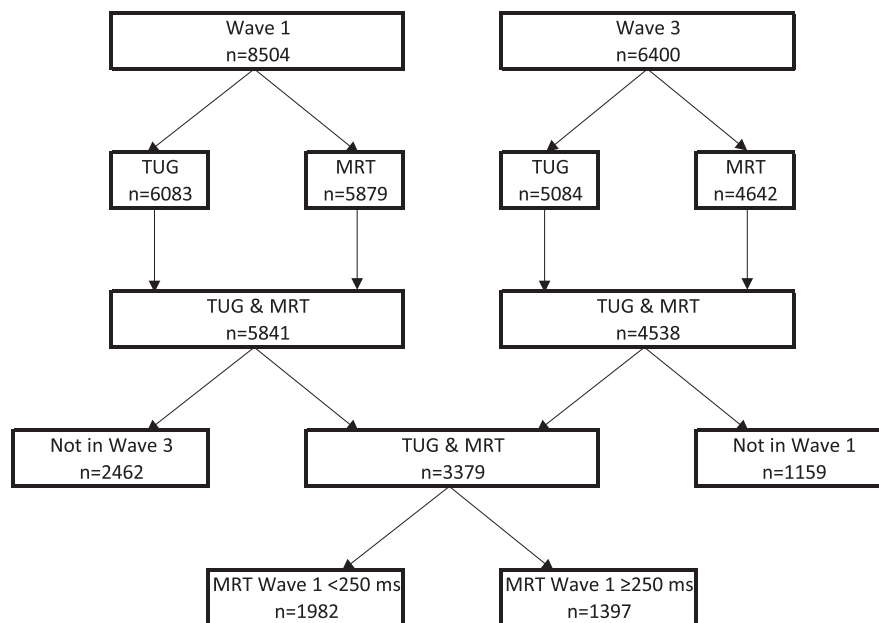 Wave 1
n=8504
Wave 3
n=6400
TUG
n=6083
MRT
n=5879
TUG
n=5084
MRT
n=4642
TUG & MRT
n=5841
TUG & MRT
n=4538
Not in Wave 3
n=2462
TUG & MRT
n=3379
Not in Wave 1
n=1159
MRT Wave 1 <250 ms
n=1982
MRT Wave 1 ≥250 ms
n=1397